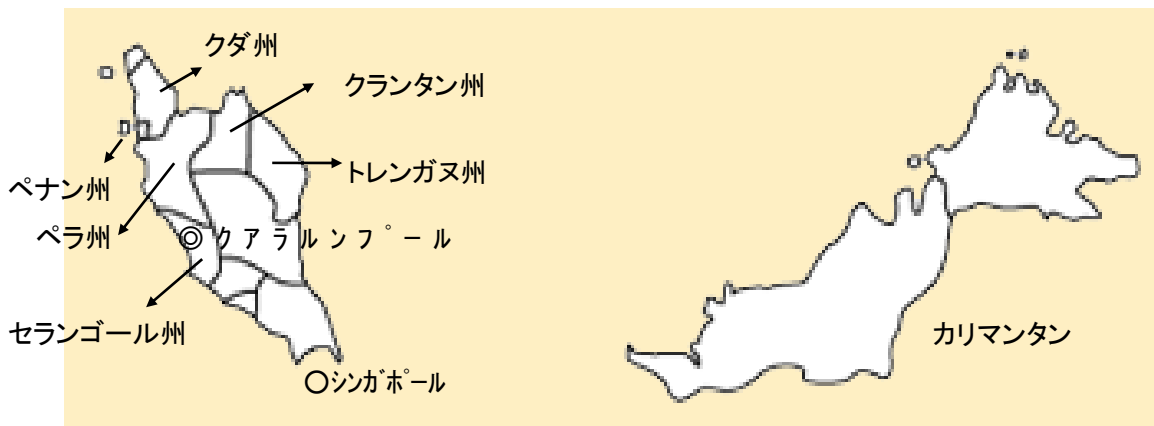 クダ州
クランタン州
トレンガヌ州
ペナン州
ペラ州
◎クアラルンプール
セランゴール州
カリマンタン
○シンガポール